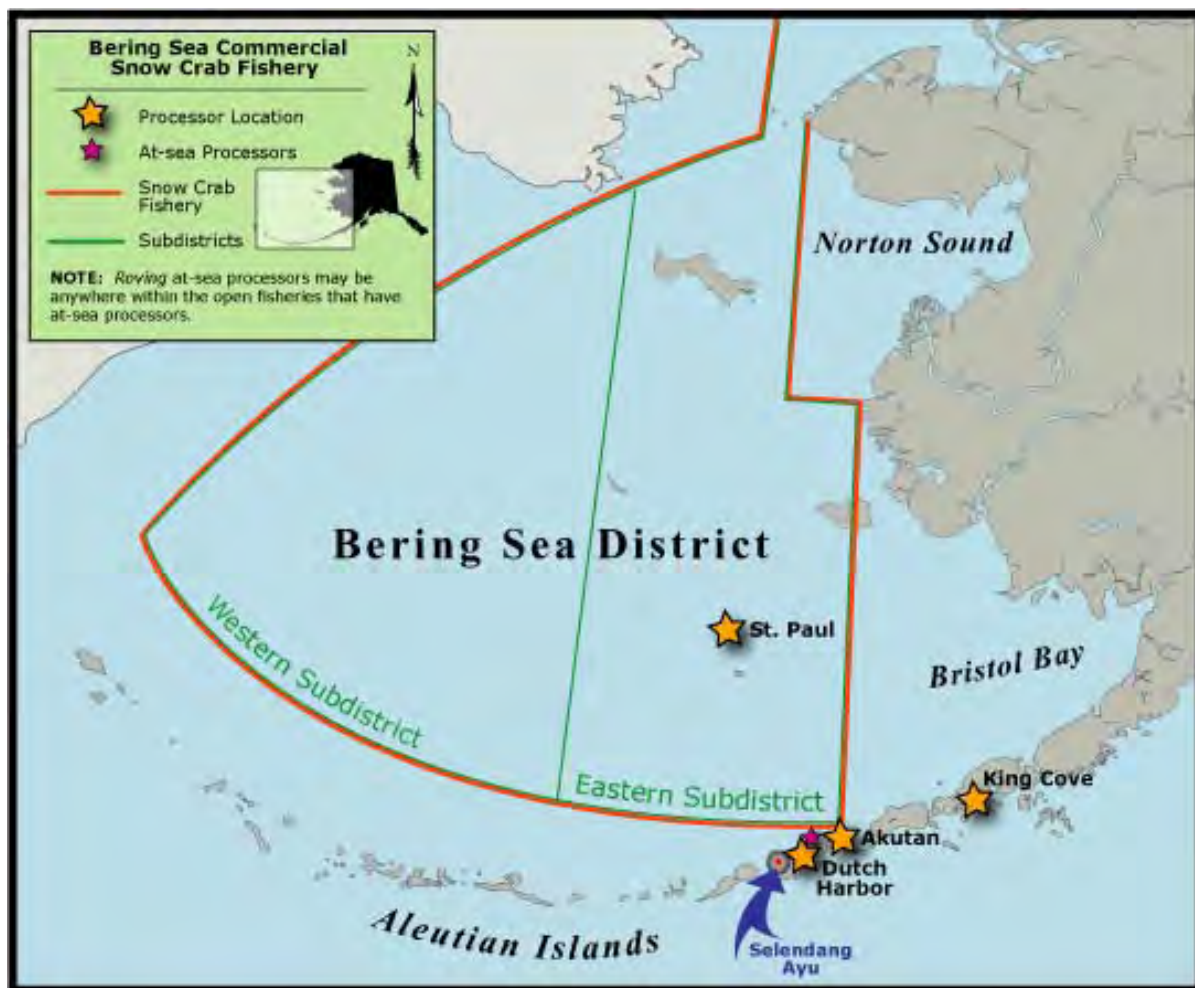 Bering Sea Commercial
Snow Crab Fishery
N
Processor Location
At-sea Processors
Snow Crab
Fishery
Subdistricts
NOTE: Roving at-sea processors may be
anywhere within the open fisheries that have
at-sea processors.
Norton Sound
Bering Sea District
St. Paul
Western Subdistrict
Bristol Bay
Eastern Subdistrict
King Cove
Akutan
Dutch
Harbor
Aleutian Islands
Selendang
Ayu